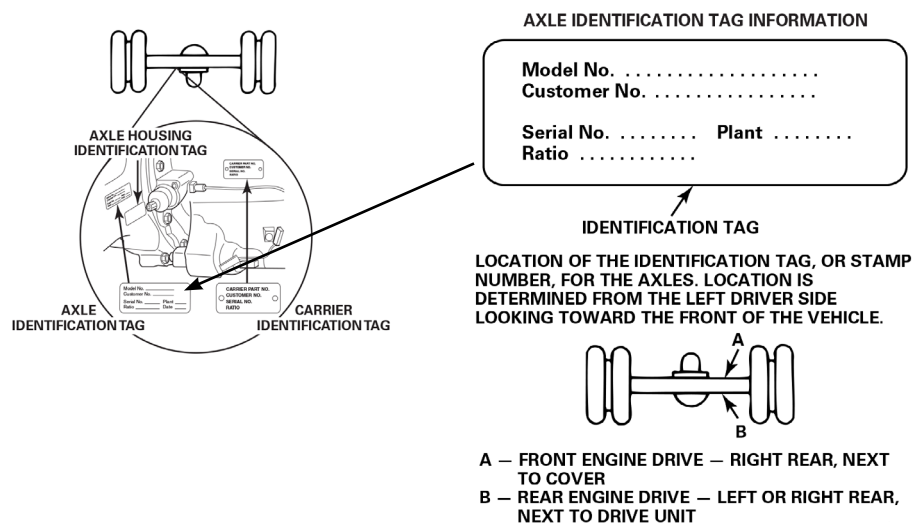 AXLE HOUSING
IDENTIFICATION TAG
CARRIER PART NO.
CUSTOMER NO.
SERIAL NO.
RATIO
Model No.
Customer No.
Serial No. Plant
Ratio Date
CARRIER PART NO.
CUSTOMER NO.
SERIAL NO.
RATIO
AXLE
IDENTIFICATION TAG
CARRIER
IDENTIFICATION TAG
AXLE IDENTIFICATION TAG INFORMATION
Model No. . . . . . . . . . . . . . . . . . . .
Customer No. . . . . . . . . . . . . . . . .
Serial No. . . . . . . . . Plant . . . . . . . .
Ratio . . . . . . . . . . . .
IDENTIFICATION TAG
LOCATION OF THE IDENTIFICATION TAG, OR STAMP
NUMBER, FOR THE AXLES. LOCATION IS
DETERMINED FROM THE LEFT DRIVER SIDE
LOOKING TOWARD THE FRONT OF THE VEHICLE.
A
B
A — FRONT ENGINE DRIVE — RIGHT REAR, NEXT
TO COVER
B — REAR ENGINE DRIVE — LEFT OR RIGHT REAR,
NEXT TO DRIVE UNIT